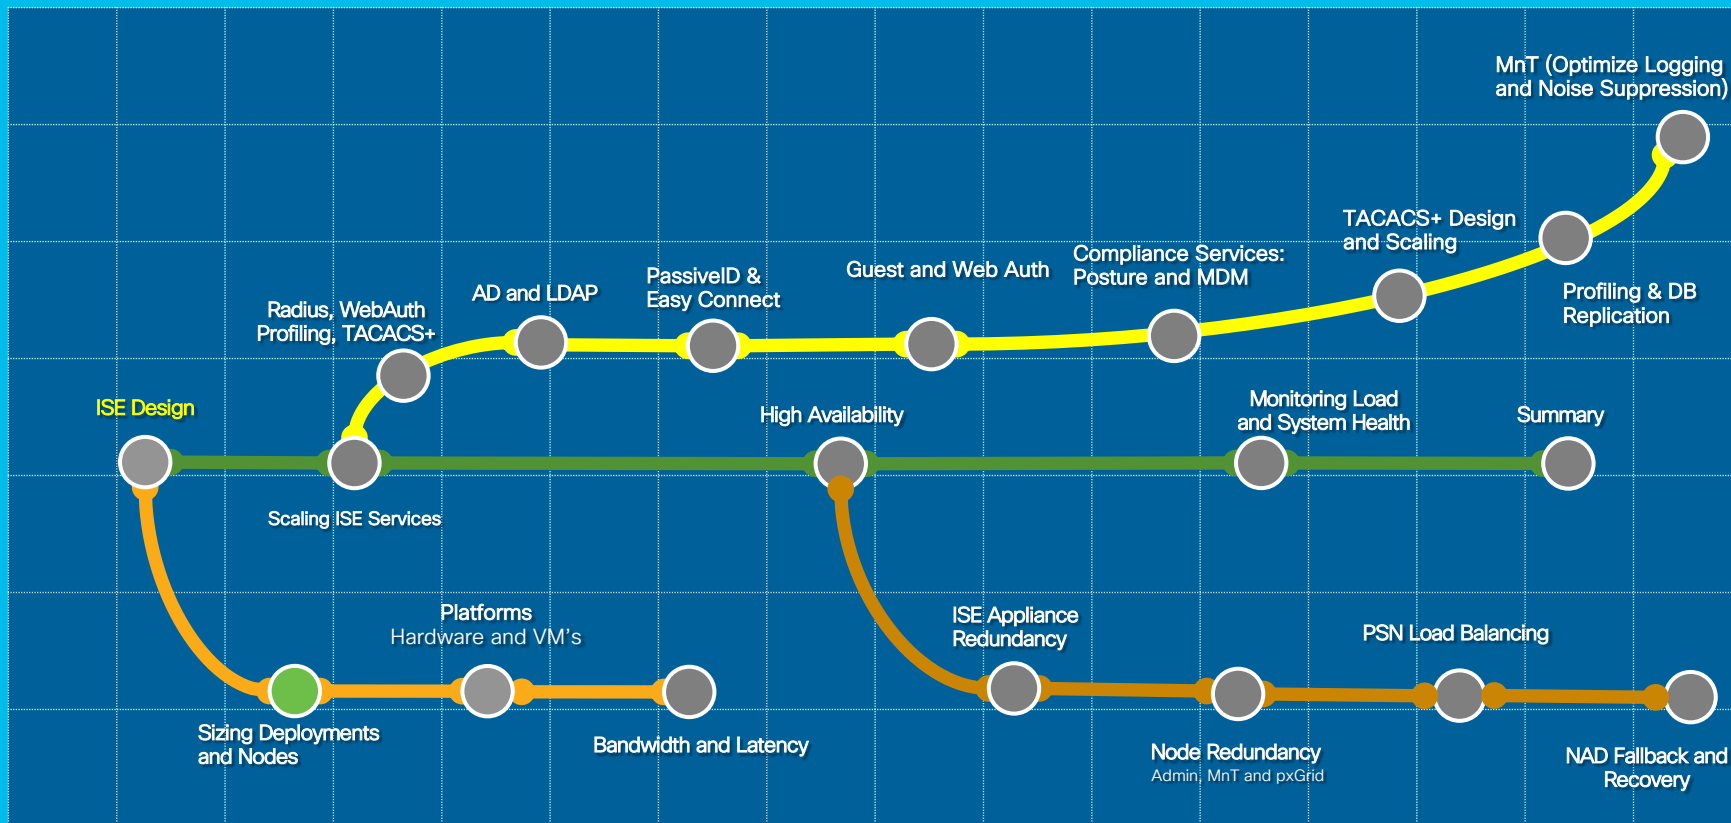 MnT (Optimize Logging
and Noise Suppression)
TACACS+ Design
and Scaling
Compliance Services:
Posture and MDM
Guest and Web Auth
PassiveID &
Easy Connect
AD and LDAP
Radius, WebAuth
Profiling, TACACS+
Profiling & DB
Replication
ISE Design
High Availability
Monitoring Load
and System Health
Summary
Scaling ISE Services
Platforms
Hardware and VM's
ISE Appliance
Redundancy
PSN Load Balancing
Sizing Deployments
and Nodes
Bandwidth and Latency
Node Redundancy
Admin, MnT and pxGrid
NAD Fallback and
Recovery